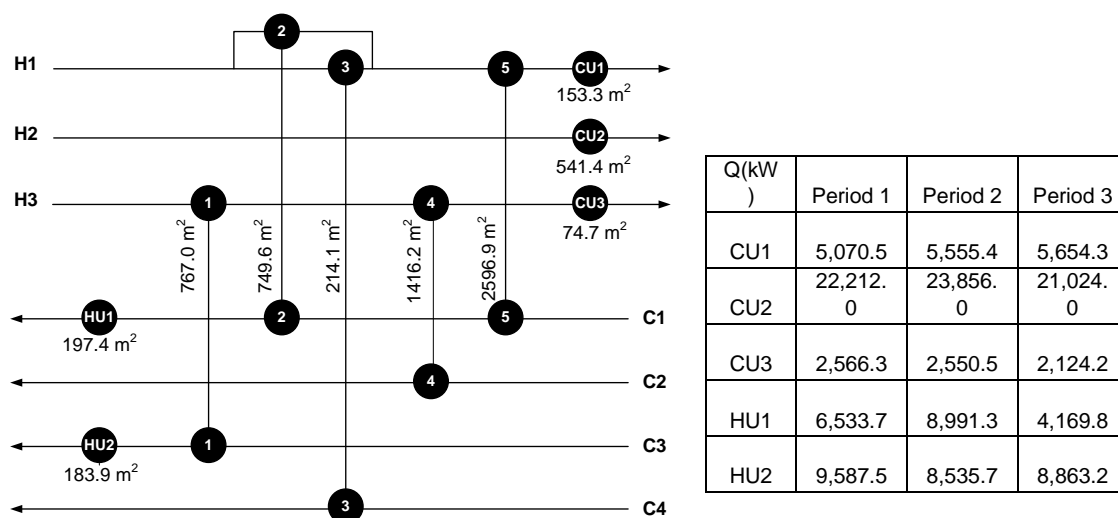 2
H1 3 5 CU1
153.3 m²
H2 CU2
541.4 m²
H3 1 4 CU3
74.7 m²
767.0 m²
749.6 m²
214.1 m²
1416.2 m²
2596.9 m²
HU1 2 5 C1
197.4 m²
4 C2
HU2 1 C3
183.9 m²
3 C4
Q(kW
) Period 1 Period 2 Period 3
CU1 5,070.5 5,555.4 5,654.3
22,212. 23,856. 21,024.
CU2 0 0 0
CU3 2,566.3 2,550.5 2,124.2
HU1 6,533.7 8,991.3 4,169.8
HU2 9,587.5 8,535.7 8,863.2